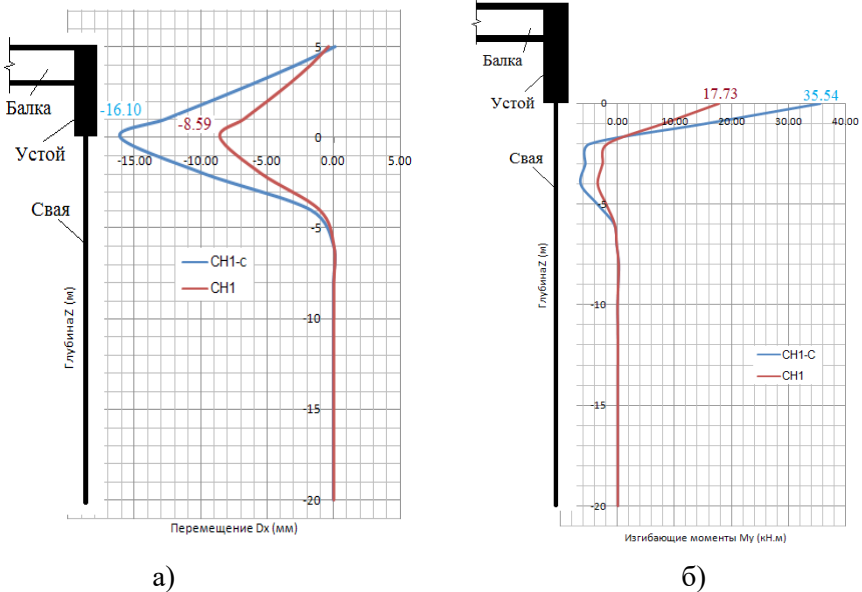 Балка
Устой
Свая
-16.10
-8.59
5
0
-15.00
-10.00
-5.00
0.00
5.00
-5
-10
-15
-20
CH1-c
CH1
Глубина Z (м)
Перемещение Dx (мм)
а)
Балка
Устой
Свая
17.73
35.54
0
0.00
10.00
20.00
30.00
40.00
-5
-10
-15
-20
CH1-C
CH1
Глубина Z (м)
Изгибающие моменты My (кН.м)
б)